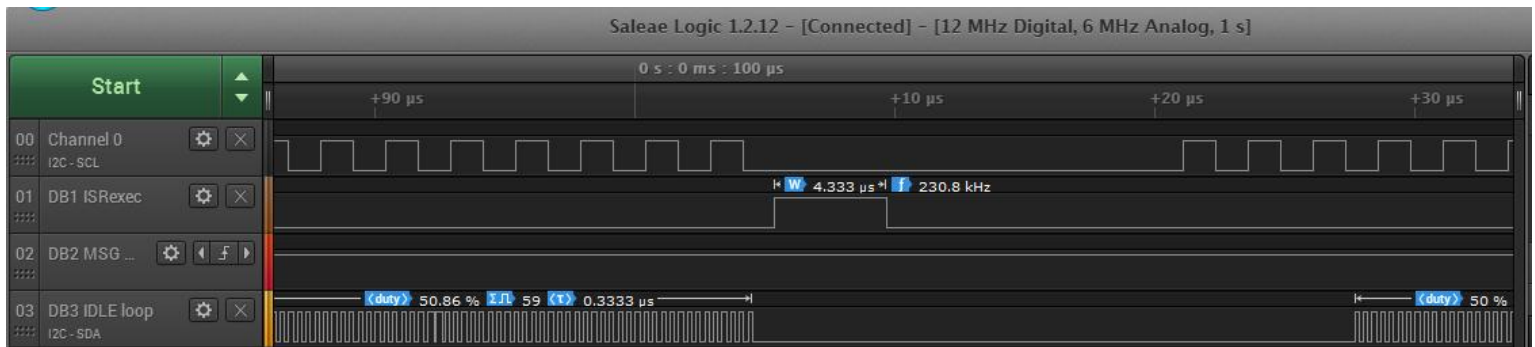 Saleae Logic 1.2.12 - [Connected] - [12 MHz Digital, 6 MHz Analog, 1 s]
Start
0 s : 0 ms : 100 µs
+90 µs +10 µs +20 µs +30 µs
00 Channel 0
I2C - SCL
01 DB1 ISRexec W 4.333 µs f 230.8 kHz
02 DB2 MSG ...
03 DB3 IDLE loop ⟨duty⟩ 50.86 % Σ⎍ 59 ⟨τ⟩ 0.3333 µs ⟨duty⟩ 50 %
I2C - SDA